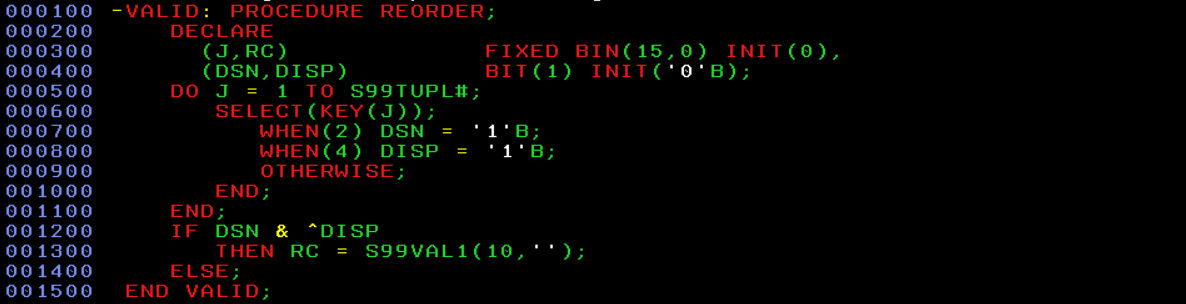 000100 -VALID: PROCEDURE REORDER;
000200     DECLARE
000300       (J,RC)             FIXED BIN(15,0) INIT(0),
000400       (DSN,DISP)         BIT(1) INIT('0'B);
000500     DO J = 1 TO S99TUPL#;
000600        SELECT(KEY(J));
000700           WHEN(2) DSN = '1'B;
000800           WHEN(4) DISP = '1'B;
000900           OTHERWISE;
001000        END;
001100     END;
001200     IF DSN & ^DISP
001300        THEN RC = S99VAL1(10,'');
001400     ELSE;
001500  END VALID;